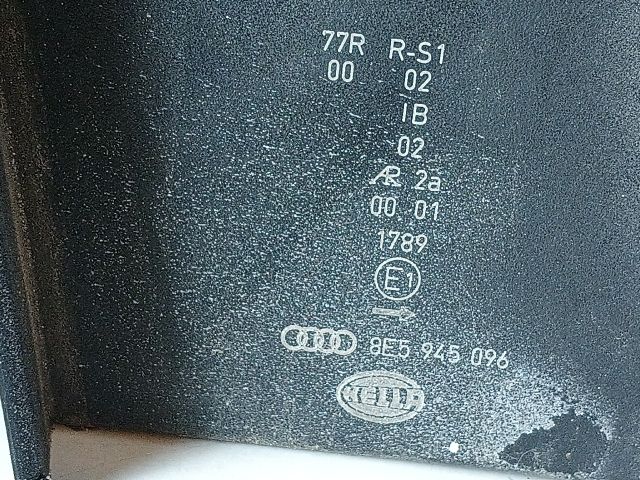 77R R-S1
00 02
IB
02
AR 2a
00 01
1789
E1
8E5 945 096
HELLA